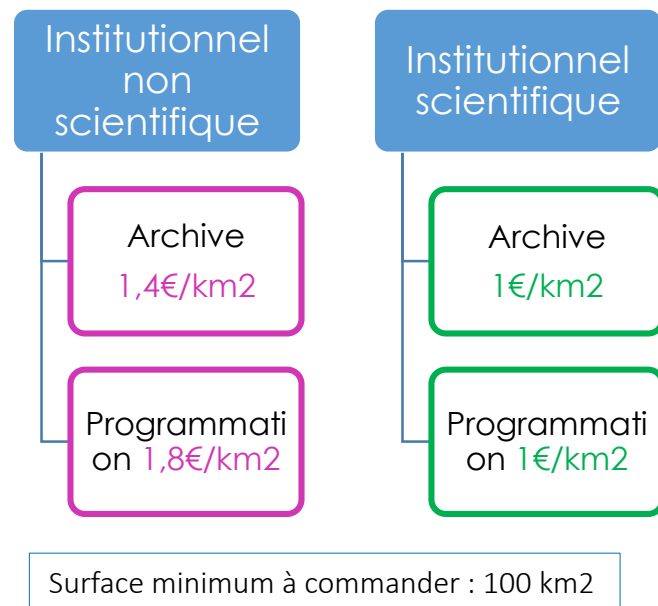 Institutionnel
non
scientifique
Archive
1,4€/km2
Programmati
on 1,8€/km2
Institutionnel
scientifique
Archive
1€/km2
Programmati
on 1€/km2
Surface minimum à commander : 100 km2